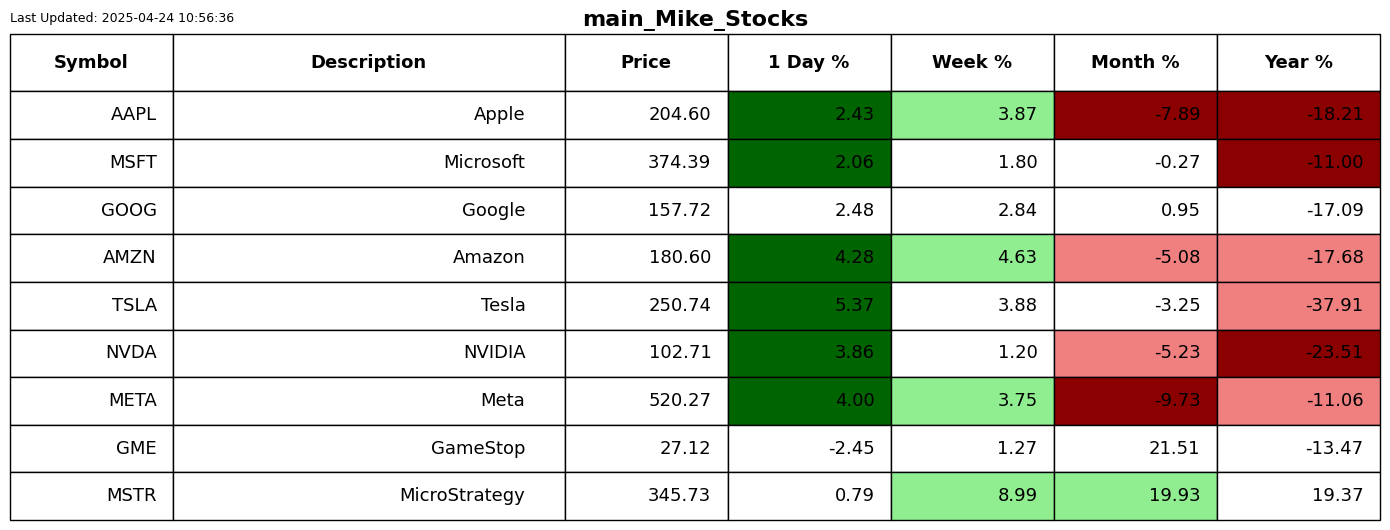 Last Updated: 2025-04-24 10:56:36
main_Mike_Stocks
Symbol Description Price 1 Day % Week % Month % Year %
AAPL Apple 204.60 2.43 3.87 -7.89 -18.21
MSFT Microsoft 374.39 2.06 1.80 -0.27 -11.00
GOOG Google 157.72 2.48 2.84 0.95 -17.09
AMZN Amazon 180.60 4.28 4.63 -5.08 -17.68
TSLA Tesla 250.74 5.37 3.88 -3.25 -37.91
NVDA NVIDIA 102.71 3.86 1.20 -5.23 -23.51
META Meta 520.27 4.00 3.75 -9.73 -11.06
GME GameStop 27.12 -2.45 1.27 21.51 -13.47
MSTR MicroStrategy 345.73 0.79 8.99 19.93 19.37